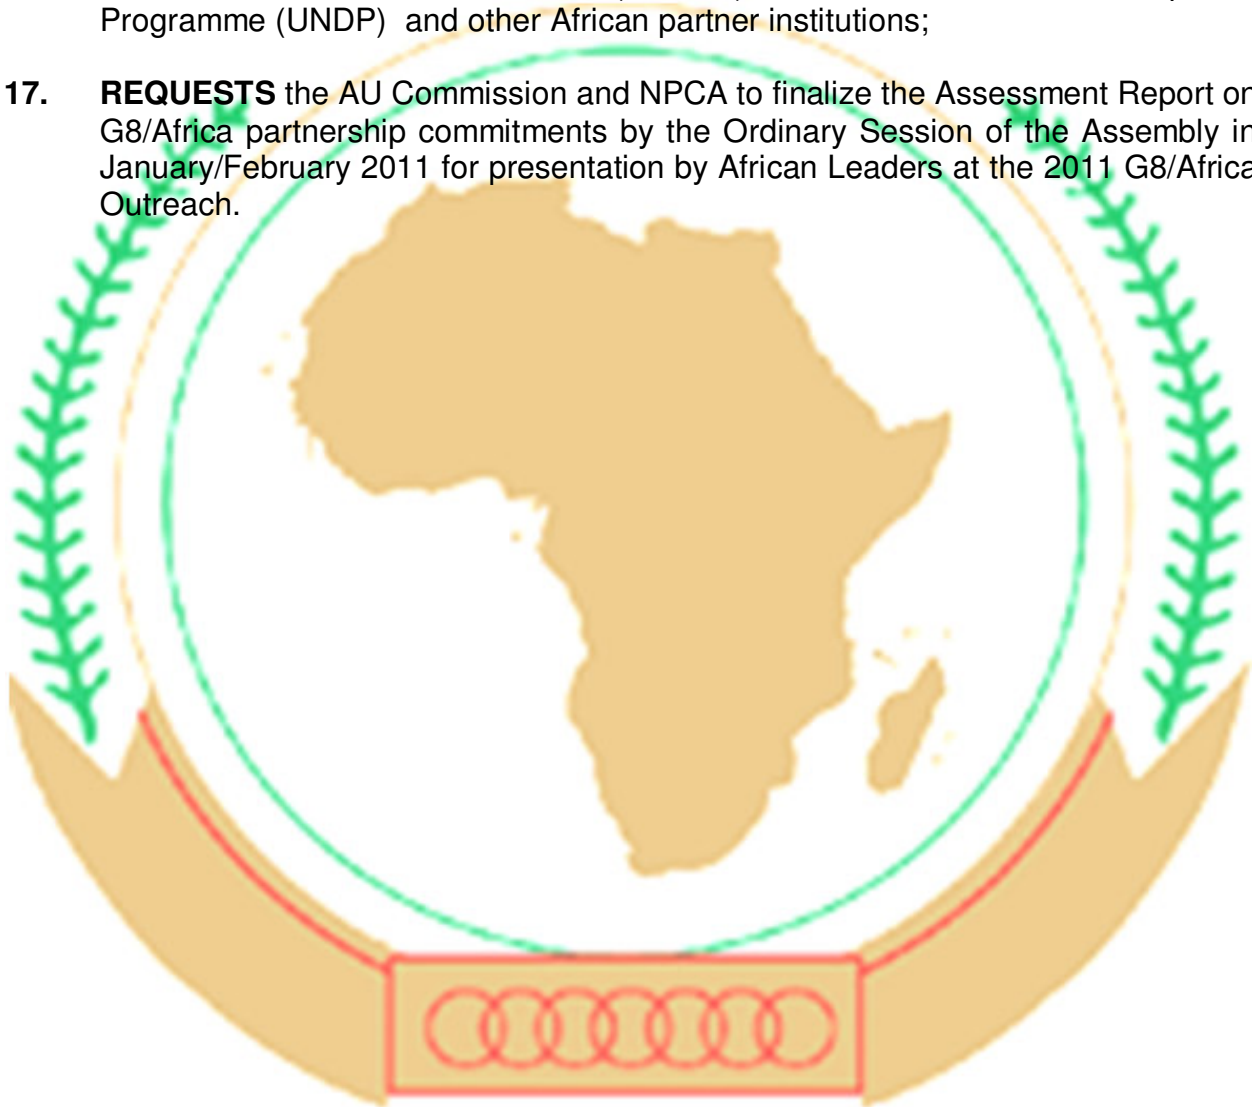 Programme (UNDP) and other African partner institutions;
17. REQUESTS the AU Commission and NPCA to finalize the Assessment Report on
G8/Africa partnership commitments by the Ordinary Session of the Assembly in
January/February 2011 for presentation by African Leaders at the 2011 G8/Africa
Outreach.